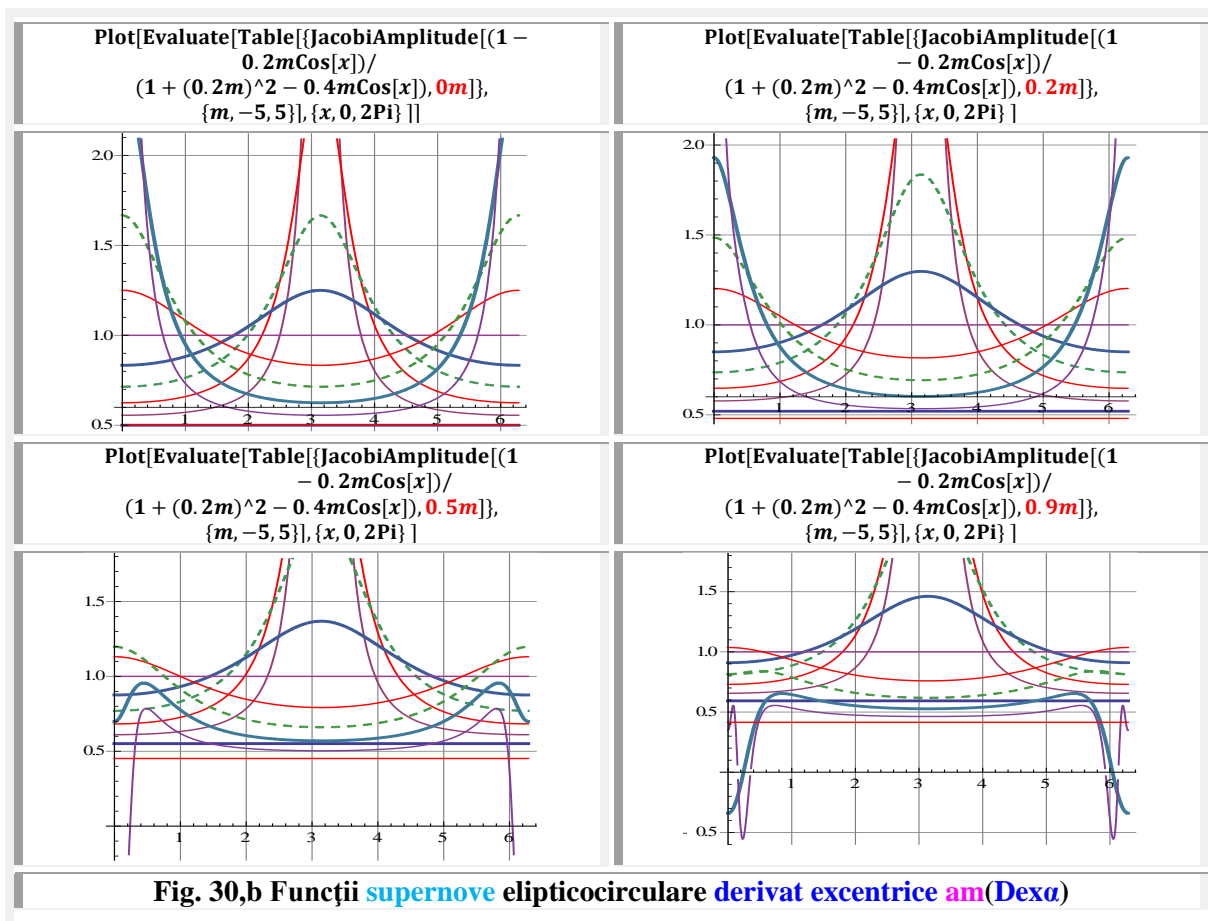 Plot[Evaluate[Table[{JacobiAmplitude[(1 −
0.2mCos[x])/
(1 + (0.2m)^2 − 0.4mCos[x]), 0m]},
{m, −5, 5}], {x, 0, 2Pi} ]]
Plot[Evaluate[Table[{JacobiAmplitude[(1
− 0.2mCos[x])/
(1 + (0.2m)^2 − 0.4mCos[x]), 0.2m]},
{m, −5, 5}], {x, 0, 2Pi} ]
2.0
1.5
1.0
0.5
1 2 3 4 5 6
2.0
1.5
1.0
0.5
1 2 3 4 5 6
Plot[Evaluate[Table[{JacobiAmplitude[(1
− 0.2mCos[x])/
(1 + (0.2m)^2 − 0.4mCos[x]), 0.5m]},
{m, −5, 5}], {x, 0, 2Pi} ]
Plot[Evaluate[Table[{JacobiAmplitude[(1
− 0.2mCos[x])/
(1 + (0.2m)^2 − 0.4mCos[x]), 0.9m]},
{m, −5, 5}], {x, 0, 2Pi} ]
1.5
1.0
0.5
1 2 3 4 5 6
1.5
1.0
0.5
1 2 3 4 5 6
- 0.5
Fig. 30,b Funcţii supernove elipticocirculare derivat excentrice am(Dexα)